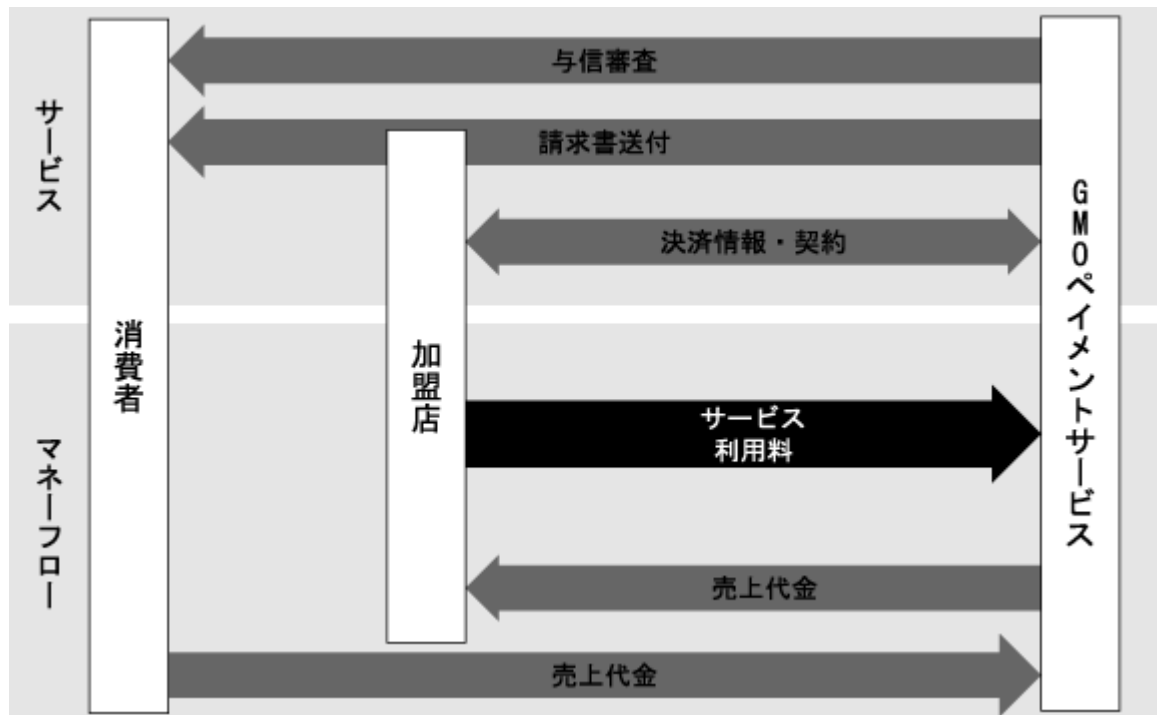 サービス
与信審査
請求書送付
決済情報・契約
消費者
加盟店
GMOペイメントサービス
マネーフロー
サービス
利用料
売上代金
売上代金